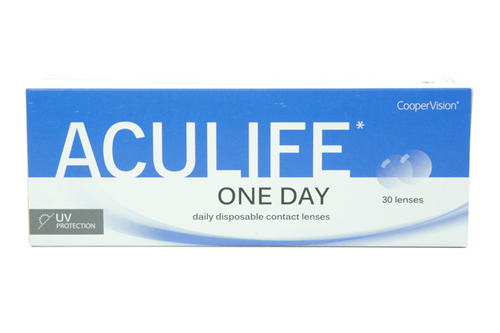 CooperVision®
ACULIFE*
ONE DAY
30 lenses
daily disposable contact lenses
UV
PROTECTION